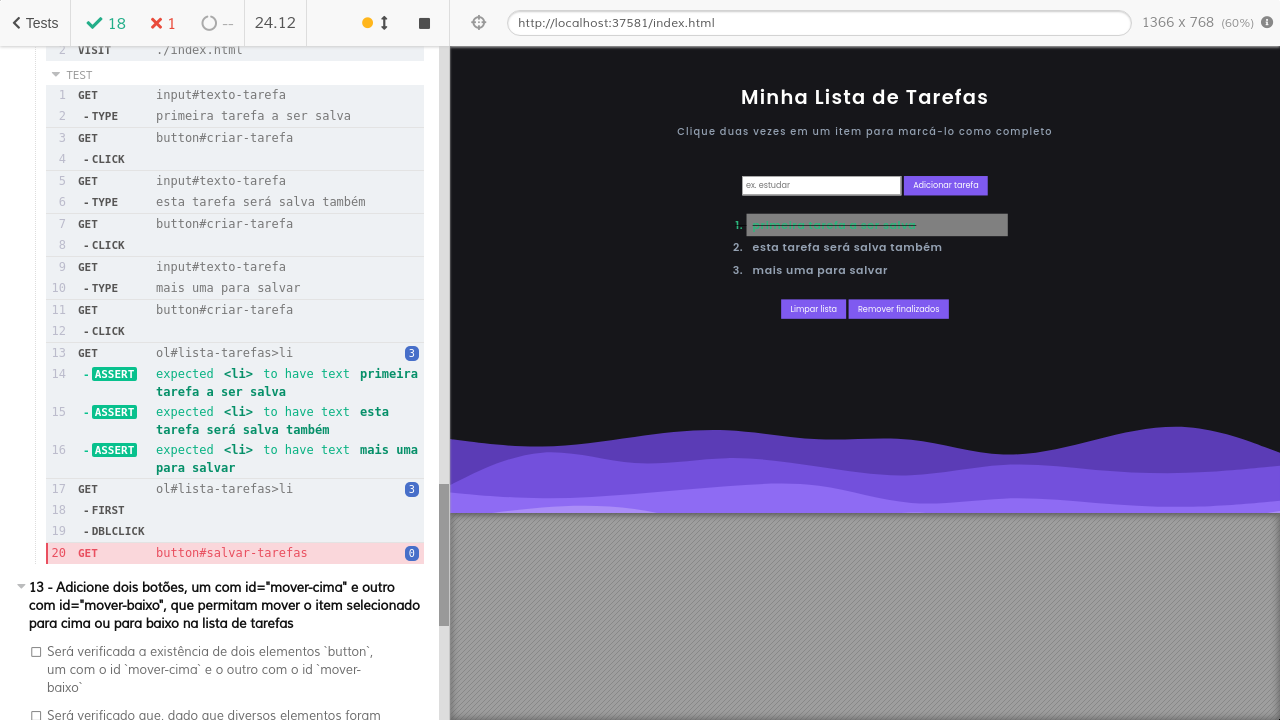 Tests
18
1
--
24.12
http://localhost:37581/index.html
1366 x 768 (60%)
2 VISIT ./index.html
TEST
1 GET input#texto-tarefa
2 -TYPE primeira tarefa a ser salva
3 GET button#criar-tarefa
4 -CLICK
5 GET input#texto-tarefa
6 -TYPE esta tarefa será salva também
7 GET button#criar-tarefa
8 -CLICK
9 GET input#texto-tarefa
10 -TYPE mais uma para salvar
11 GET button#criar-tarefa
12 -CLICK
13 GET ol#lista-tarefas>li 3
14 -ASSERT expected <li> to have text primeira
tarefa a ser salva
15 -ASSERT expected <li> to have text esta
tarefa será salva também
16 -ASSERT expected <li> to have text mais uma
para salvar
17 GET ol#lista-tarefas>li 3
18 -FIRST
19 -DBLCLICK
20 GET button#salvar-tarefas 0
13 - Adicione dois botões, um com id="mover-cima" e outro
com id="mover-baixo", que permitam mover o item selecionado
para cima ou para baixo na lista de tarefas
Será verificada a existência de dois elementos `button`,
um com o id `mover-cima` e o outro com o id `mover-
baixo`
Será verificado que, dado que diversos elementos foram
Minha Lista de Tarefas
Clique duas vezes em um item para marcá-lo como completo
ex. estudar
Adicionar tarefa
1. primeira tarefa a ser salva
2. esta tarefa será salva também
3. mais uma para salvar
Limpar lista
Remover finalizados